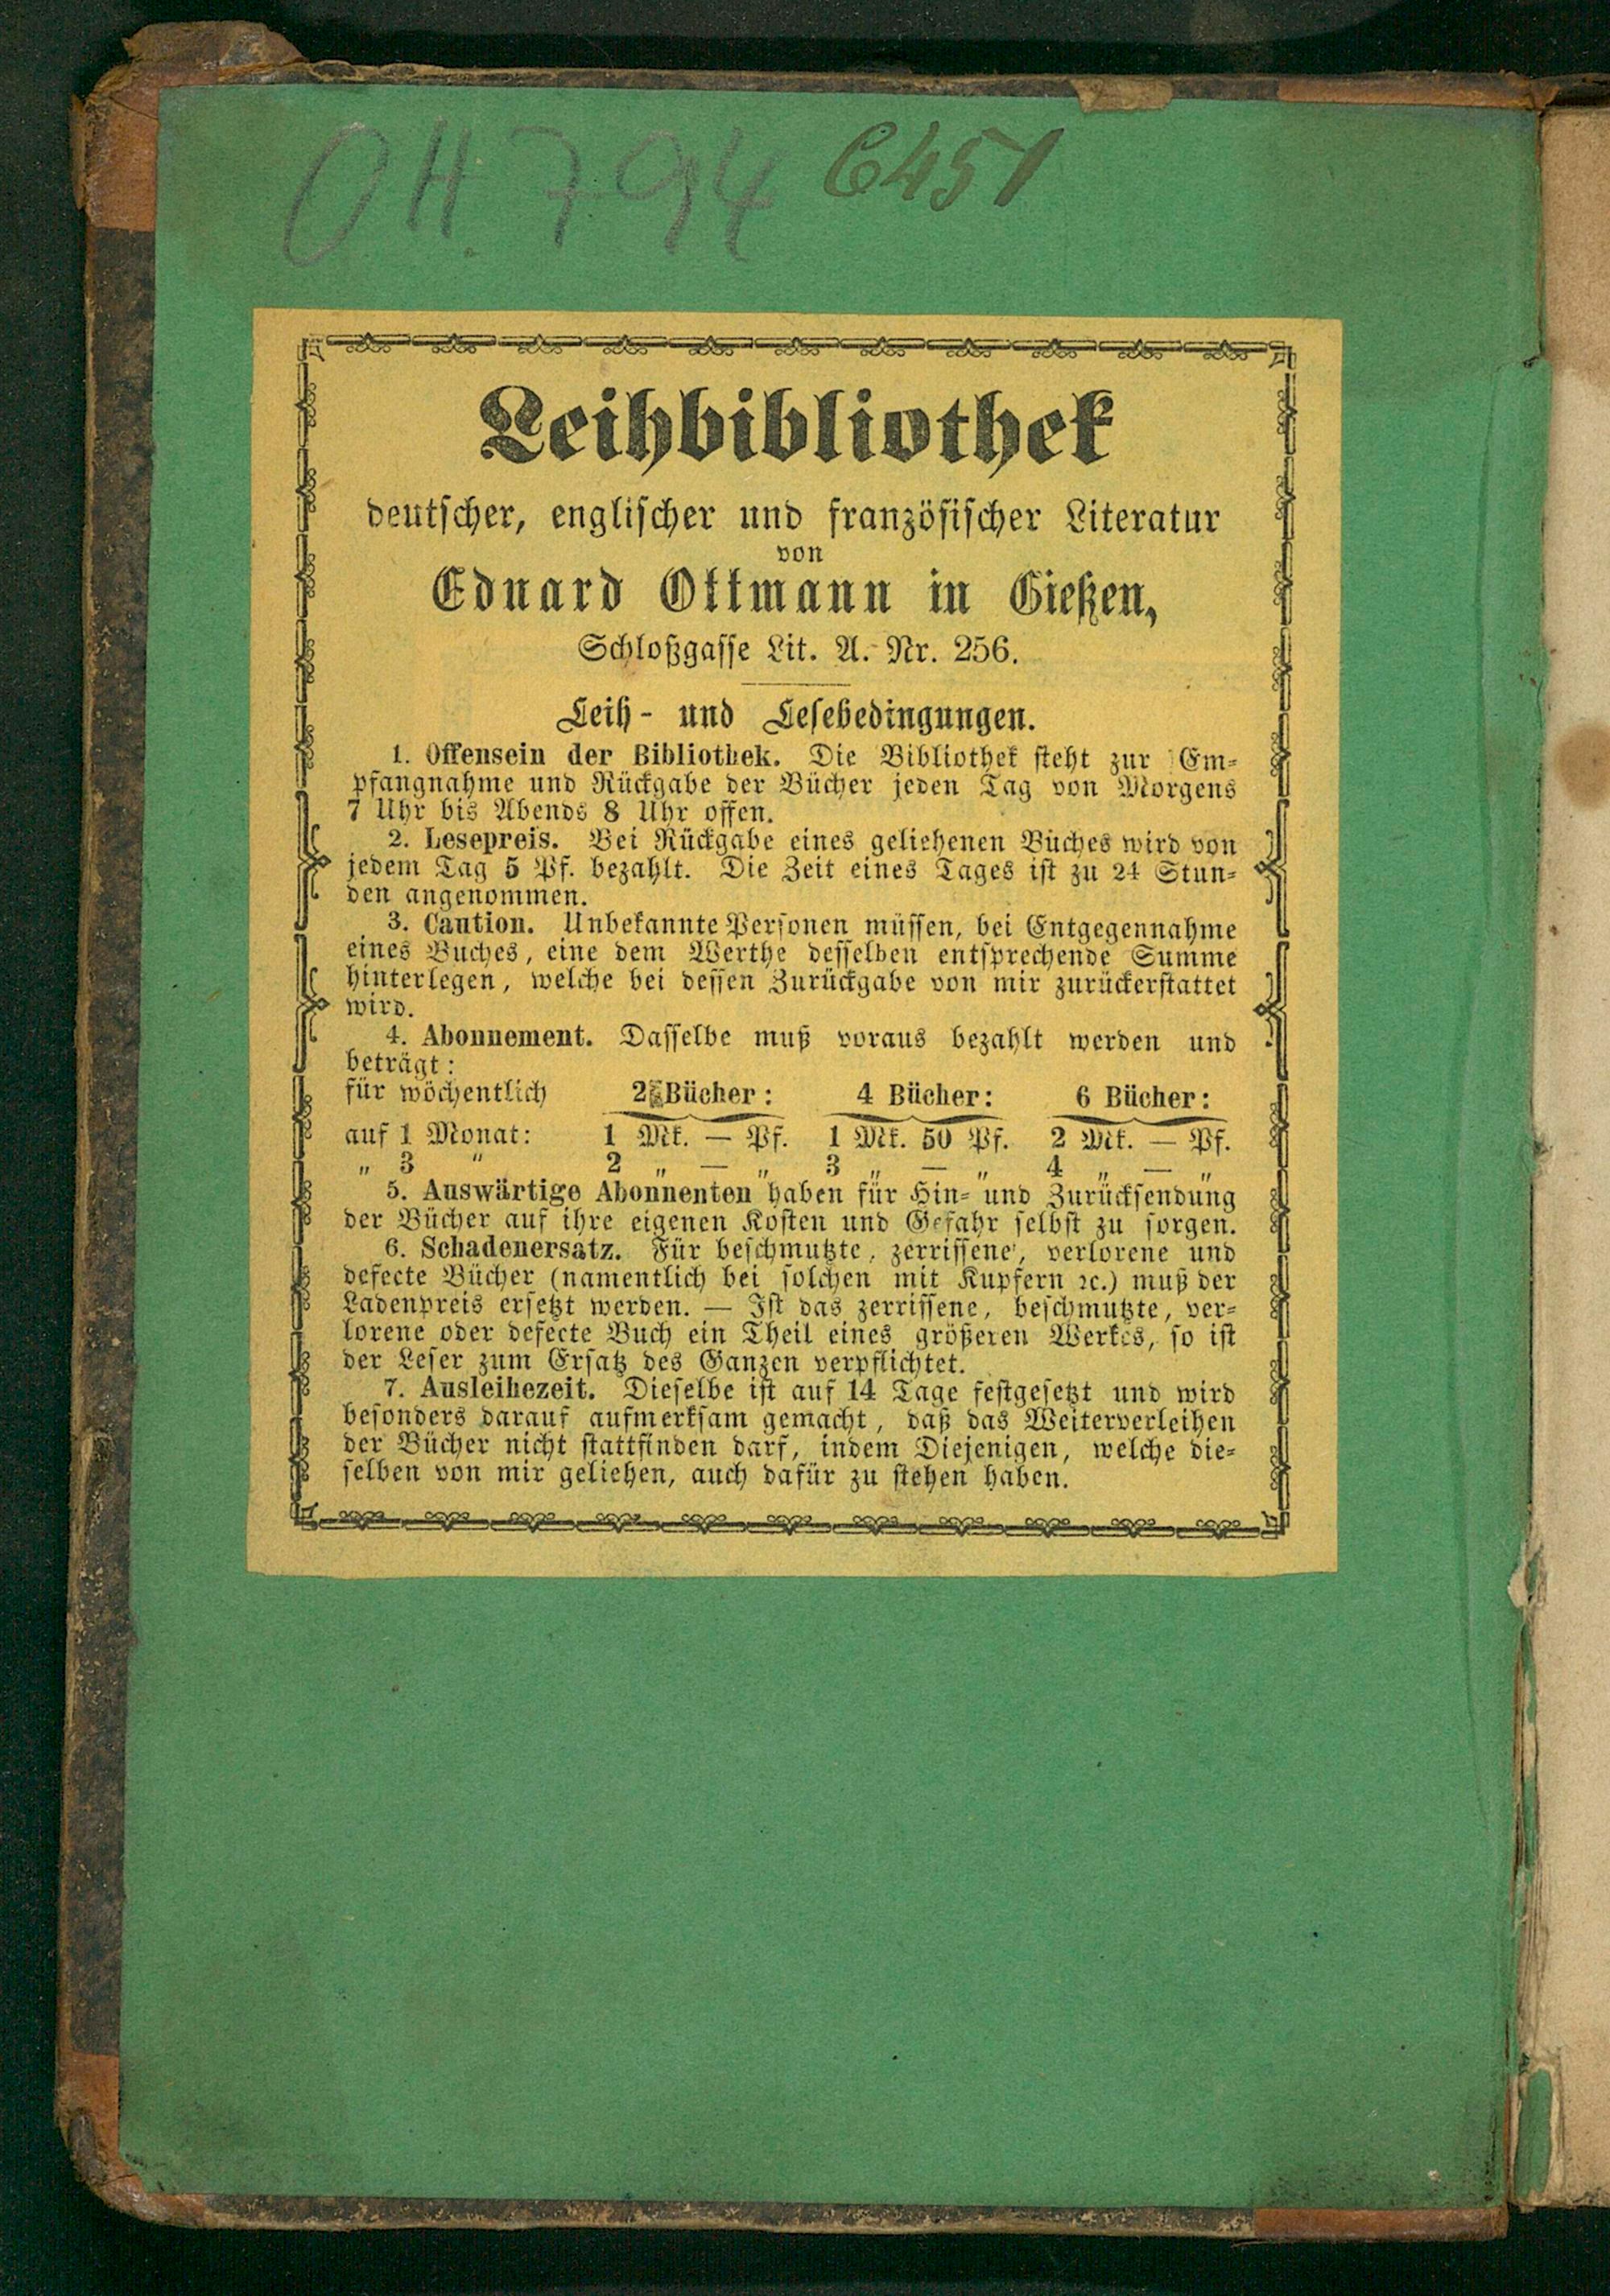 OH 794 C451
Leihbibliothek
deutscher, englischer und französischer Literatur
von
Eduard Ottmann in Gießen,
Schloßgasse Lit. A. Nr. 256.
Leih- und Lesebedingungen.
1. Offensein der Bibliothek. Die Bibliothek steht zur Em-
pfangnahme und Rückgabe der Bücher jeden Tag von Morgens
7 Uhr bis Abends 8 Uhr offen.
2. Lesepreis. Bei Rückgabe eines geliehenen Buches wird von
jedem Tag 5 Pf. bezahlt. Die Zeit eines Tages ist zu 24 Stun-
den angenommen.
3. Caution. Unbekannte Personen müssen, bei Entgegennahme
eines Buches, eine dem Werthe desselben entsprechende Summe
hinterlegen, welche bei dessen Zurückgabe von mir zurückerstattet
wird.
4. Abonnement. Dasselbe muß voraus bezahlt werden und
beträgt:
für wöchentlich 2 Bücher: 4 Bücher: 6 Bücher:
auf 1 Monat: 1 Mk. — Pf. 1 Mk. 50 Pf. 2 Mk. — Pf.
„ 3 „ 2 „ — „ 3 „ — „ 4 „ — „
5. Auswärtige Abonnenten haben für Hin- und Zurücksendung
der Bücher auf ihre eigenen Kosten und Gefahr selbst zu sorgen.
6. Schadenersatz. Für beschmutzte, zerrissene, verlorene und
defecte Bücher (namentlich bei solchen mit Kupfern ꝛc.) muß der
Ladenpreis ersetzt werden. — Ist das zerrissene, beschmutzte, ver-
lorene oder defecte Buch ein Theil eines größeren Werkes, so ist
der Leser zum Ersatz des Ganzen verpflichtet.
7. Ausleihezeit. Dieselbe ist auf 14 Tage festgesetzt und wird
besonders darauf aufmerksam gemacht, daß das Weiterverleihen
der Bücher nicht stattfinden darf, indem Diejenigen, welche die-
selben von mir geliehen, auch dafür zu stehen haben.